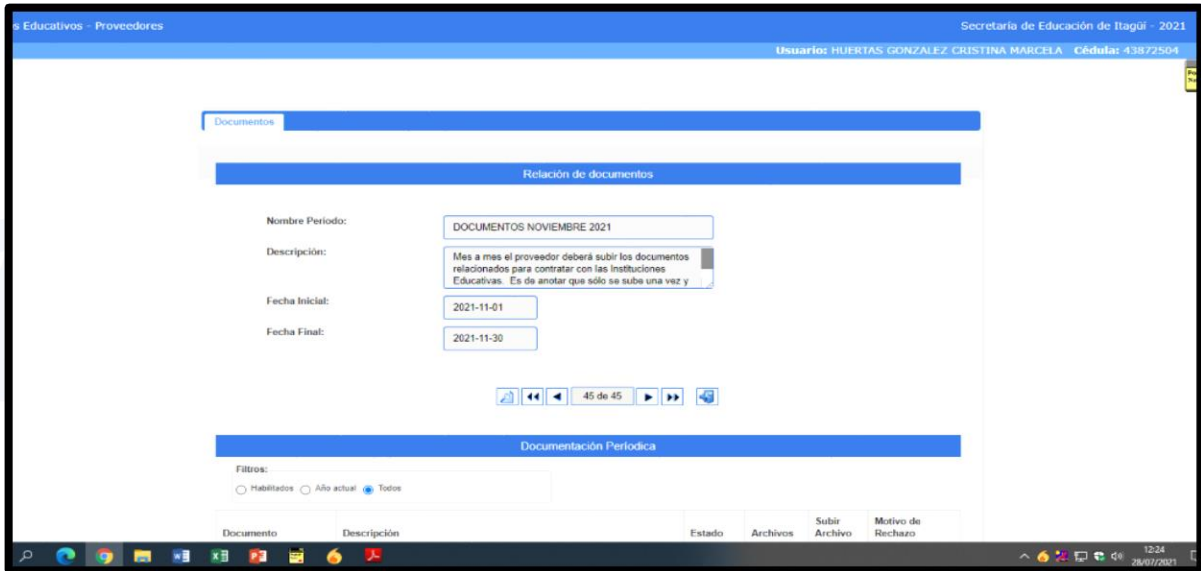 s Educativos - Proveedores
Secretaría de Educación de Itagüí - 2021
Usuario: HUERTAS GONZALEZ CRISTINA MARCELA Cédula: 43872504
Documentos
Relación de documentos
Nombre Periodo:
DOCUMENTOS NOVIEMBRE 2021
Descripción:
Mes a mes el proveedor deberá subir los documentos
relacionados para contratar con las Instituciones
Educativas. Es de anotar que sólo se sube una vez y
Fecha Inicial:
2021-11-01
Fecha Final:
2021-11-30
45 de 45
Documentación Períodica
Filtros:
Habilitados Año actual Todos
Documento Descripción Estado Archivos Subir Archivo Motivo de Rechazo
12:24
28/07/2021